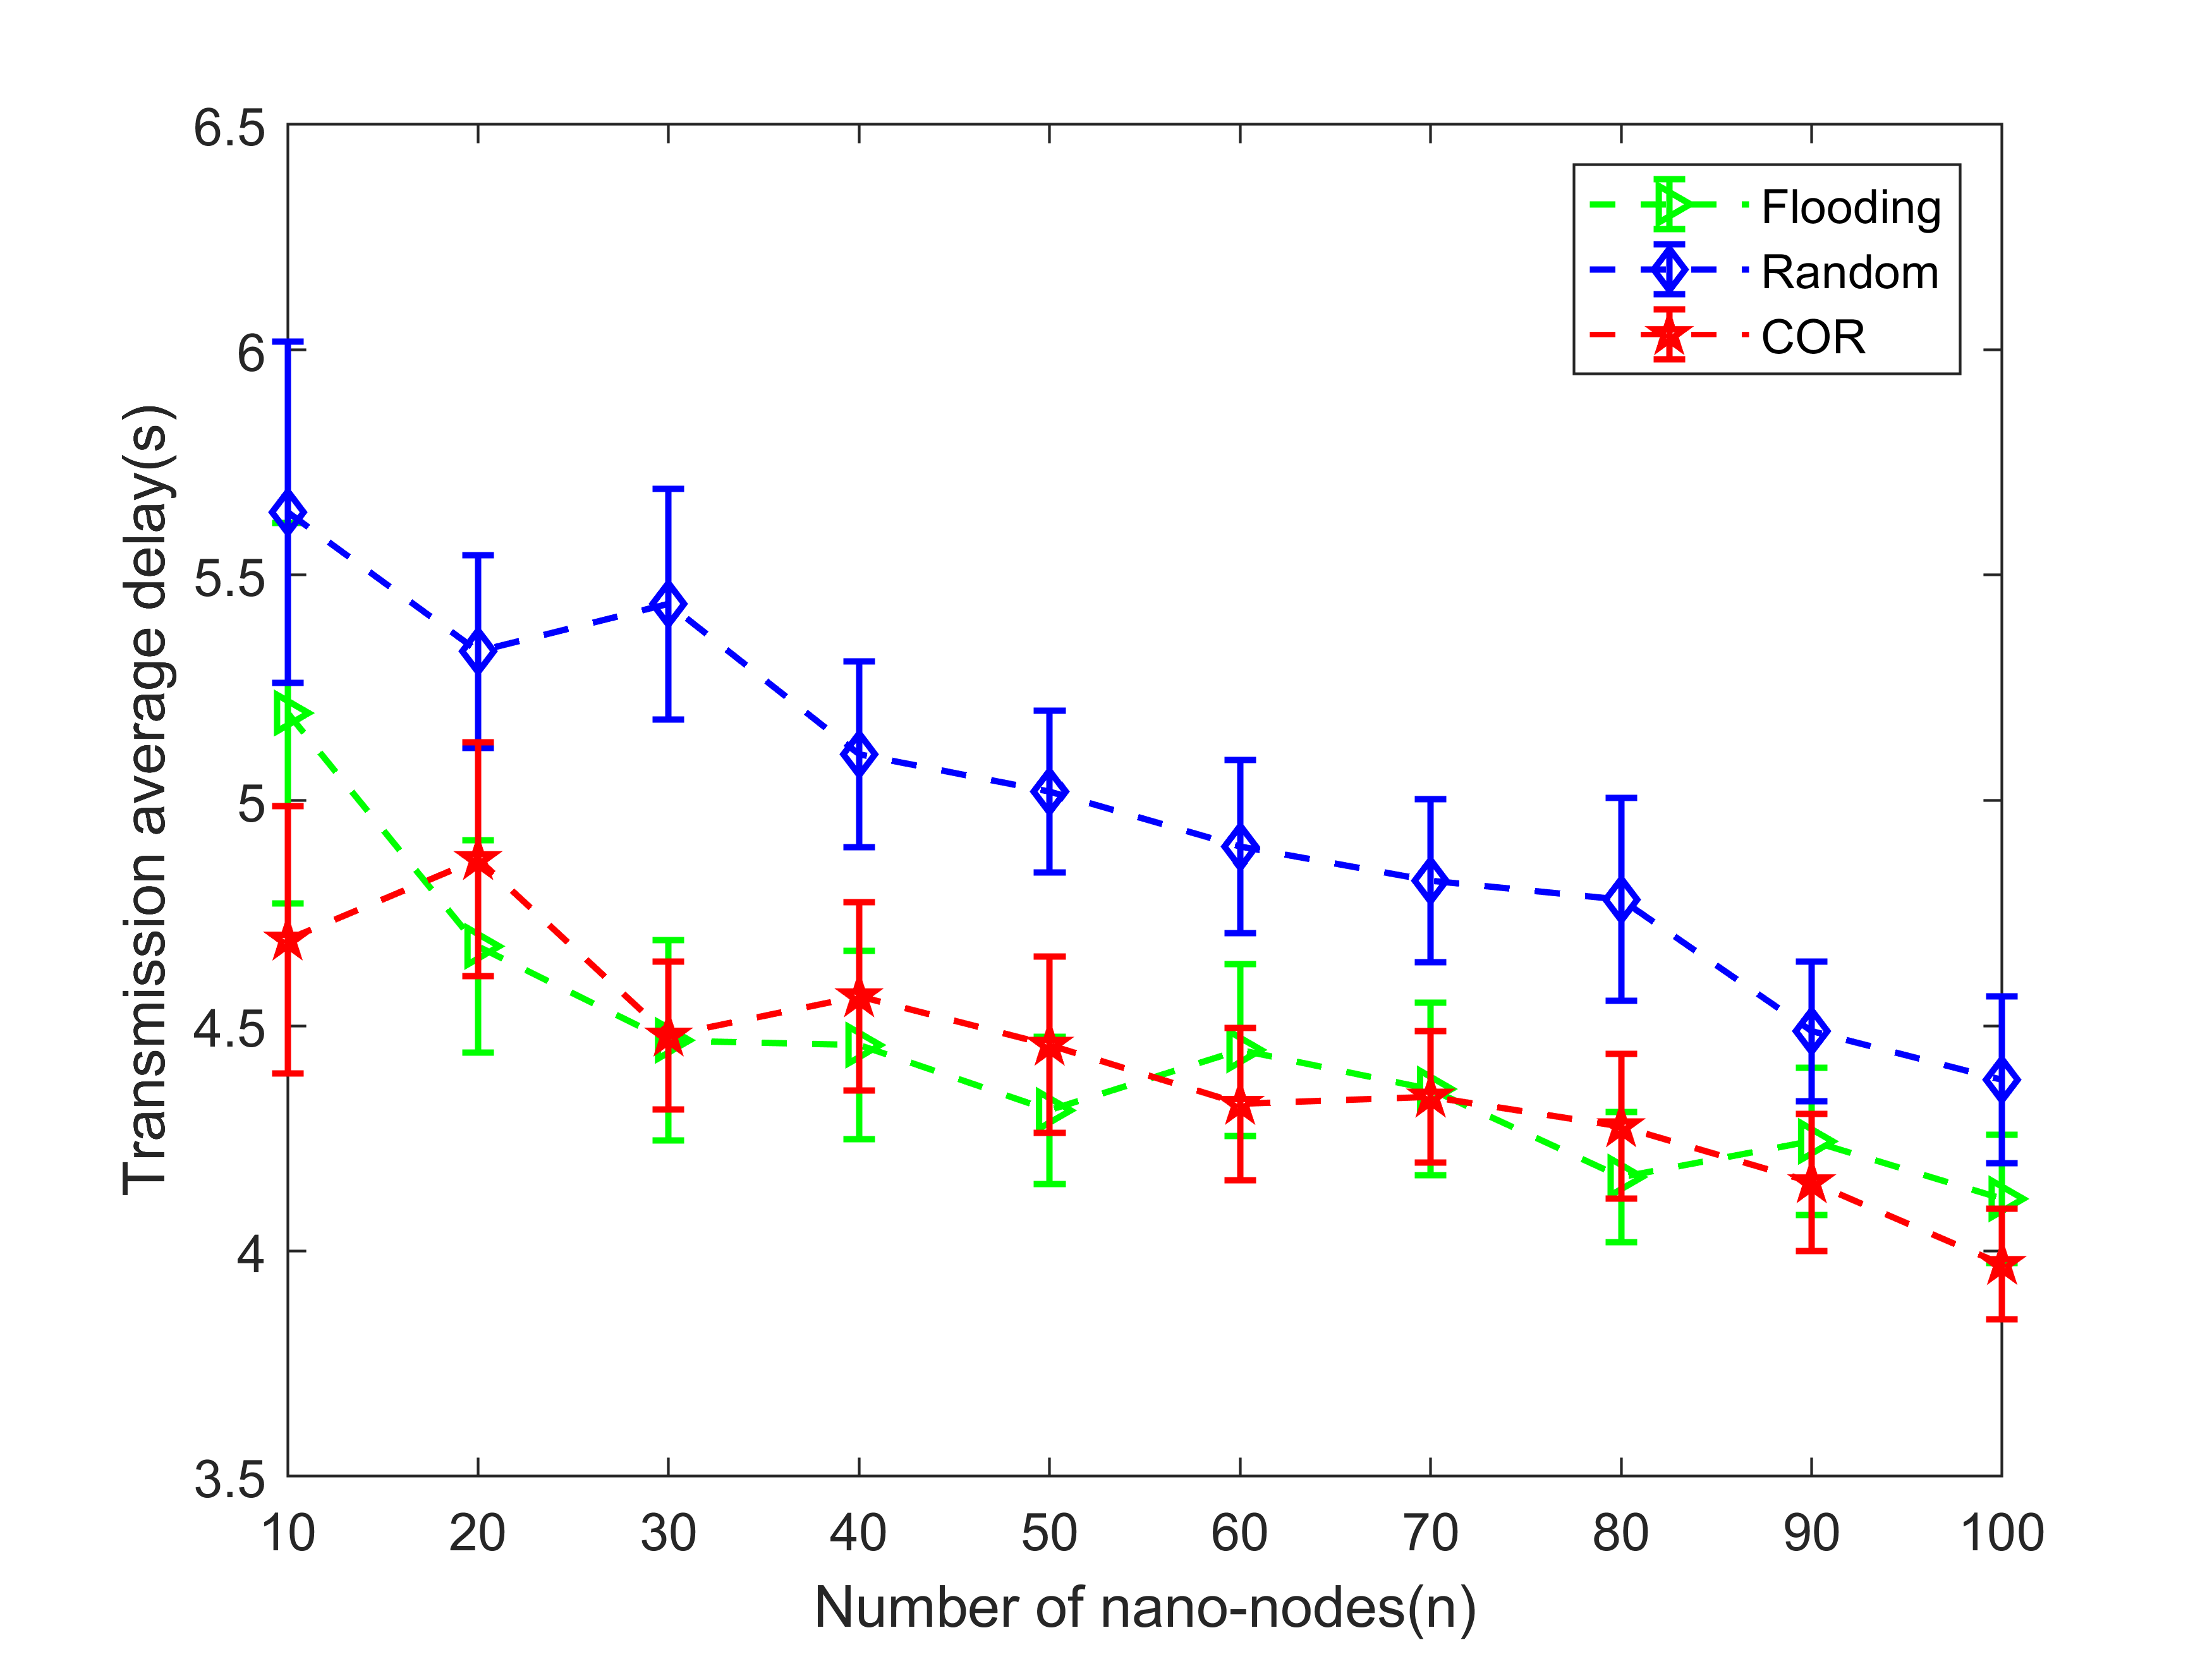 6.5
6
5.5
5
4.5
4
3.5
Transmission average delay(s)
Flooding
Random
COR
10 20 30 40 50 60 70 80 90 100
Number of nano-nodes(n)